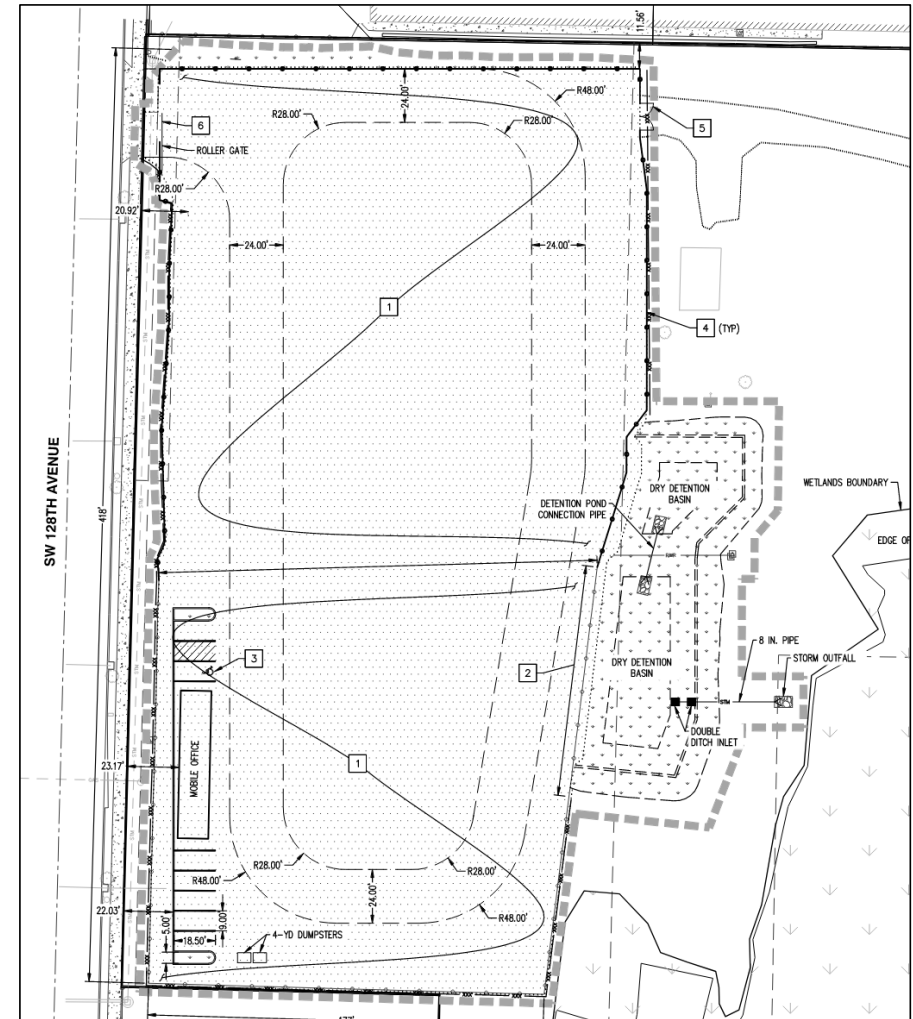 11.56'
24.00'
R48.00'
R28.00'
R28.00'
5
6
ROLLER GATE
R28.00'
20.92'
24.00'
24.00'
1
4 (TYP)
SW 128TH AVENUE
418'
DRY DETENTION
BASIN
WETLANDS BOUNDARY
DETENTION POND
CONNECTION PIPE
EDGE OF
8 IN. PIPE
3
2
DRY DETENTION
BASIN
STORM OUTFALL
DOUBLE
DITCH INLET
MOBILE OFFICE
23.17'
1
R28.00'
R28.00'
R48.00'
24.00'
R48.00'
22.03'
5.00'
9.00'
18.50'
4-YD DUMPSTERS
177'